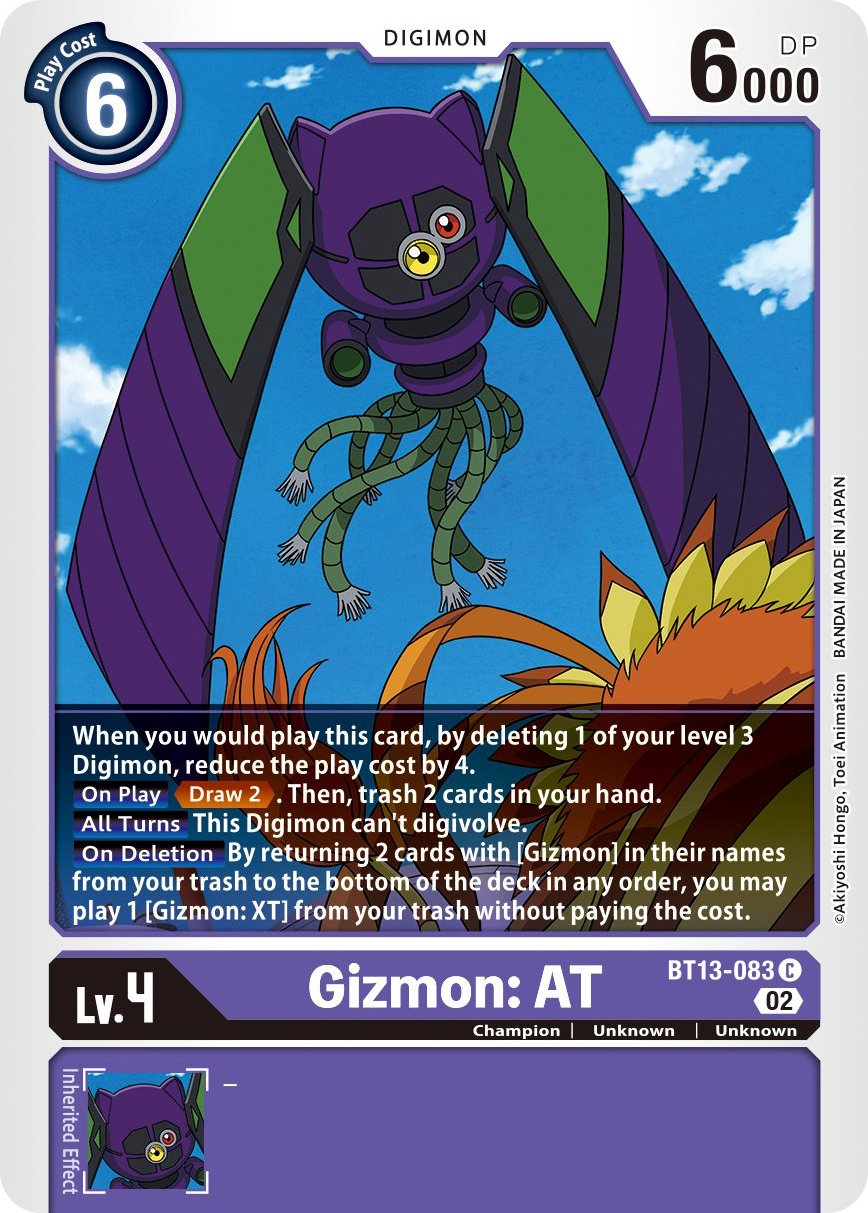 Play Cost
6
DIGIMON
DP
6000
When you would play this card, by deleting 1 of your level 3
Digimon, reduce the play cost by 4.
On Play Draw 2 . Then, trash 2 cards in your hand.
All Turns This Digimon can't digivolve.
On Deletion By returning 2 cards with [Gizmon] in their names
from your trash to the bottom of the deck in any order, you may
play 1 [Gizmon: XT] from your trash without paying the cost.
©Akiyoshi Hongo, Toei Animation BANDAI MADE IN JAPAN
Lv.4
Gizmon: AT
BT13-083 C
02
Champion | Unknown | Unknown
Inherited Effect
–